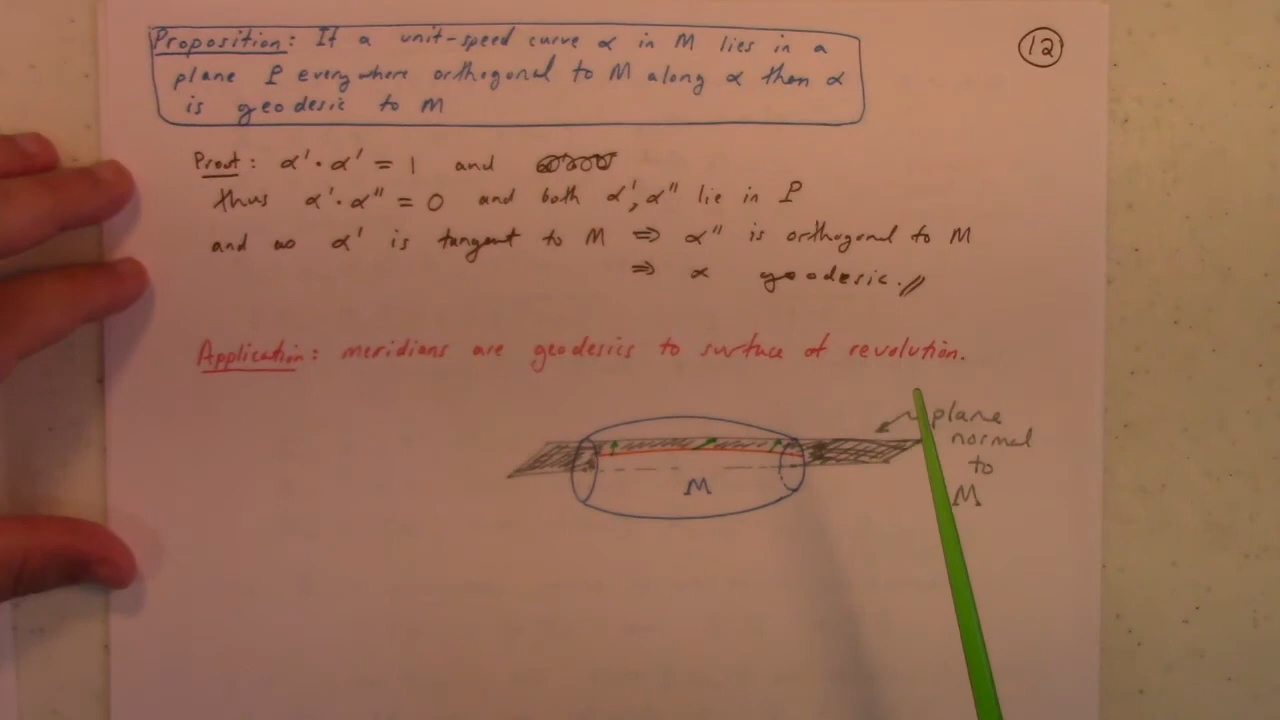 12
Proposition: If a unit-speed curve α in M lies in a
plane P everywhere orthogonal to M along α then α
is geodesic to M
Proof: α'·α' = 1 and
thus α'·α'' = 0 and both α', α'' lie in P
and so α' is tangent to M ⇒ α'' is orthogonal to M
⇒ α geodesic.//
Application: meridians are geodesics to surface of revolution.
plane
normal
to
M
M